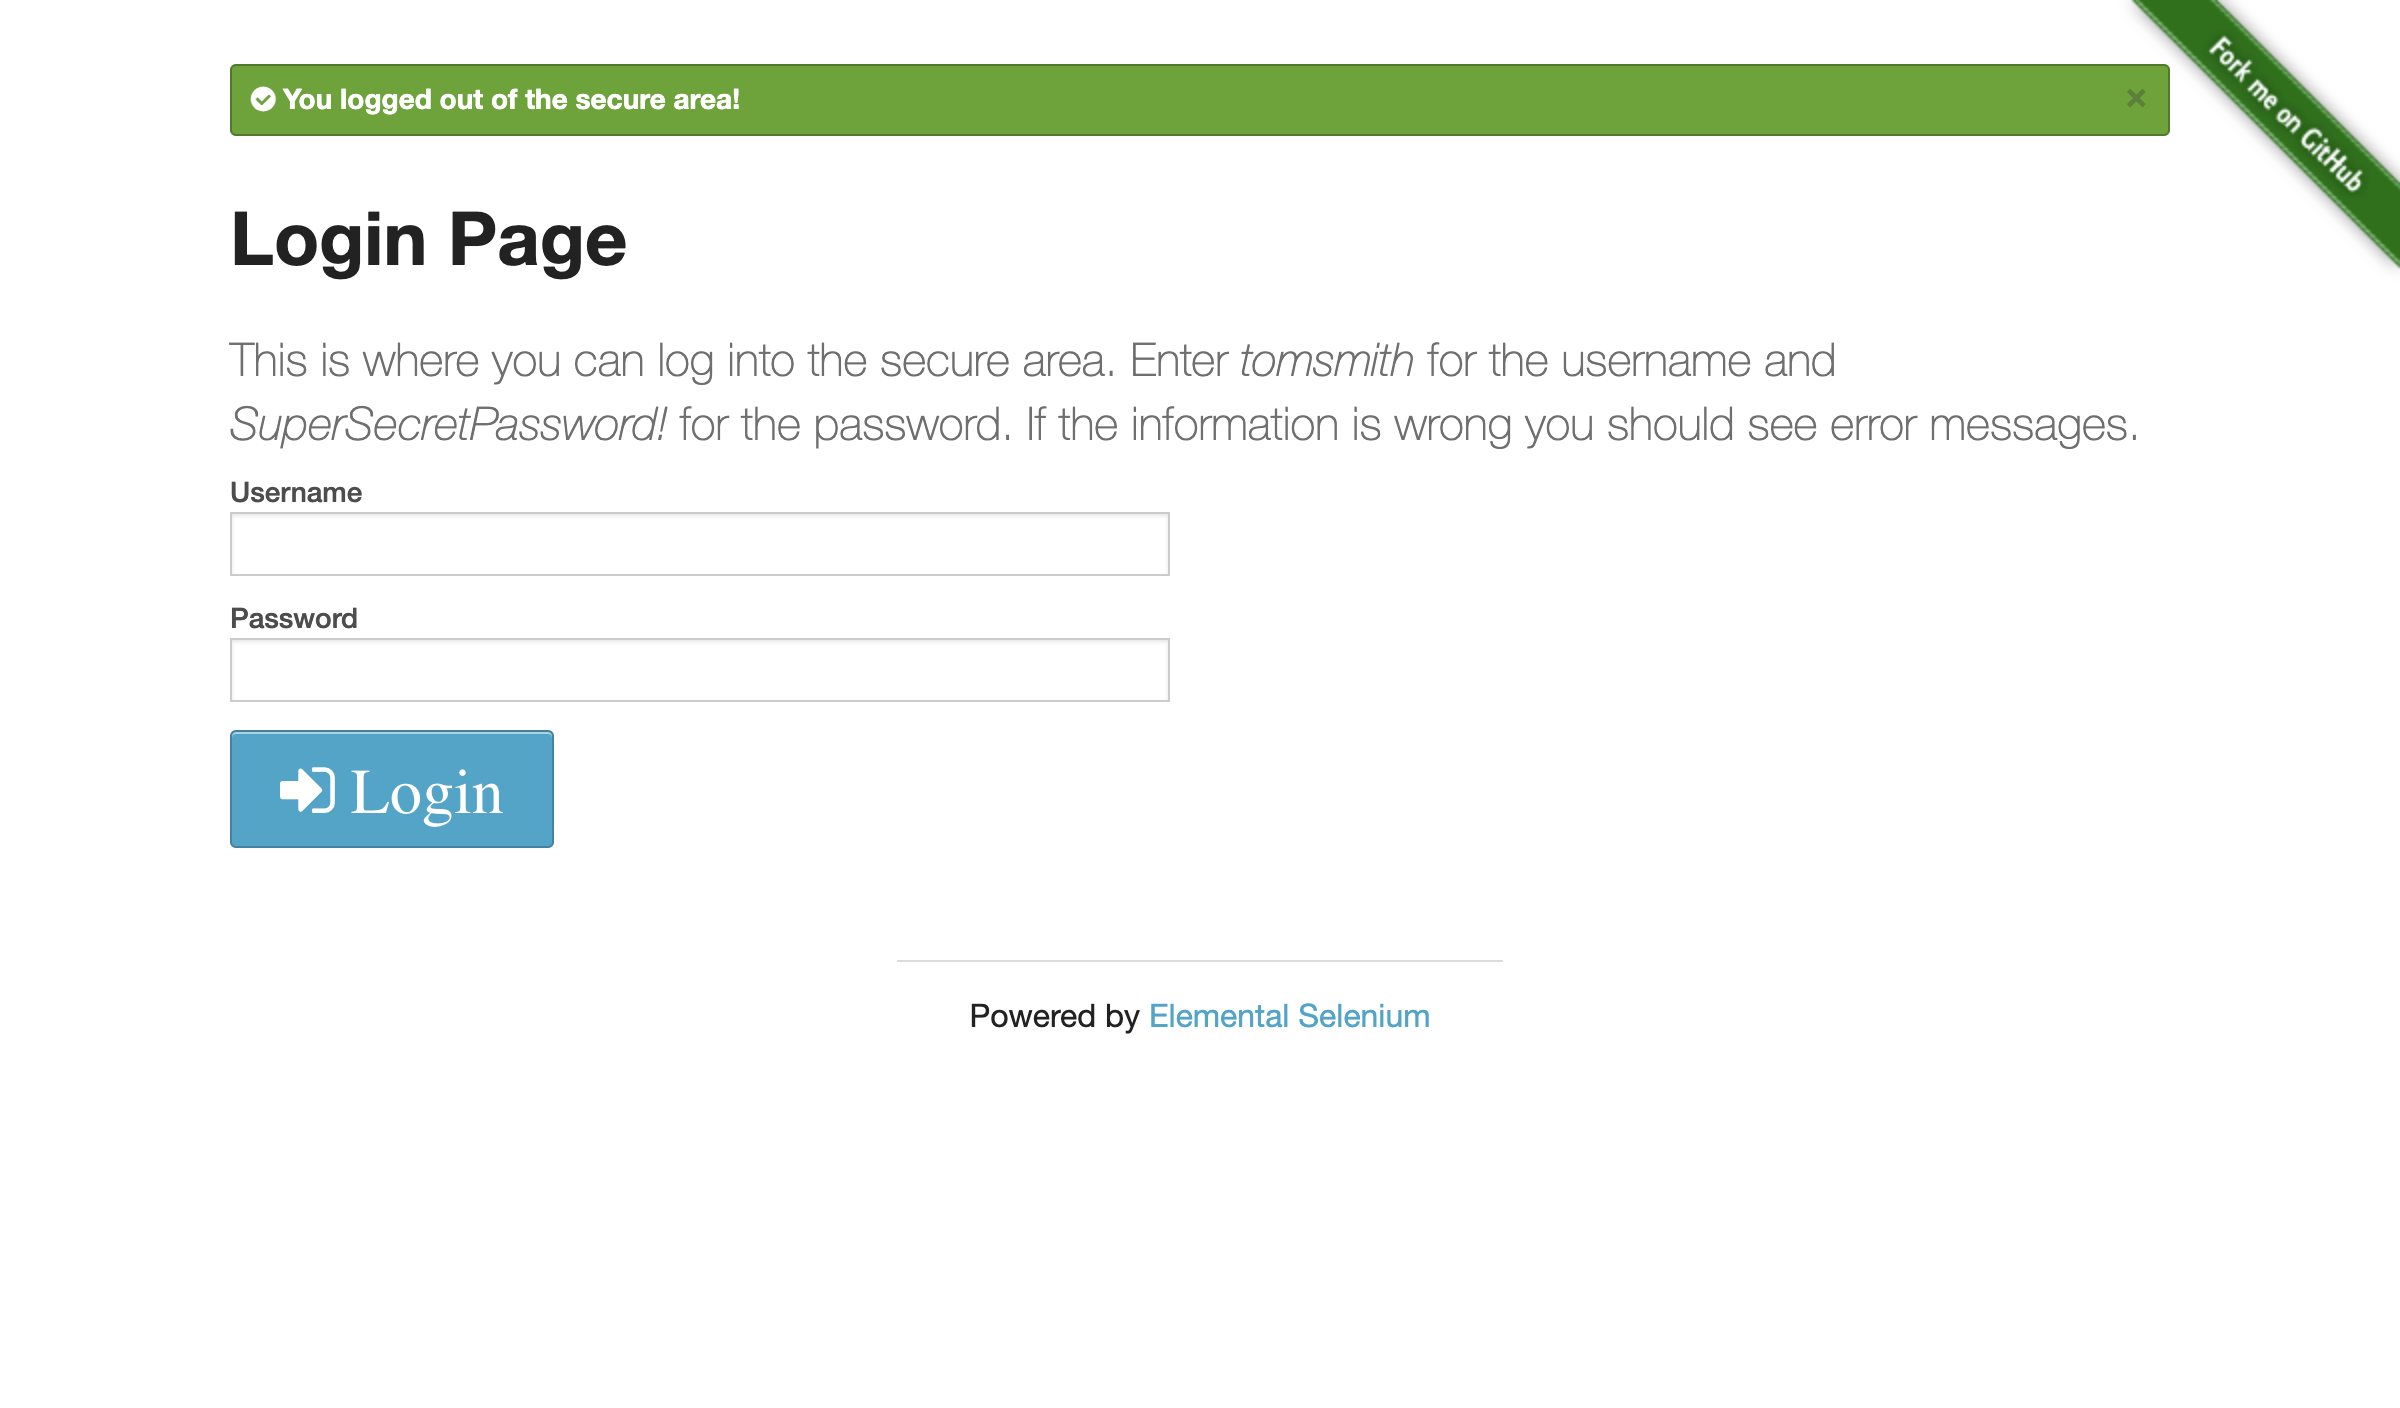 You logged out of the secure area!
×
Fork me on GitHub
Login Page
This is where you can log into the secure area. Enter tomsmith for the username and
SuperSecretPassword! for the password. If the information is wrong you should see error messages.
Username
Password
Login
Powered by Elemental Selenium